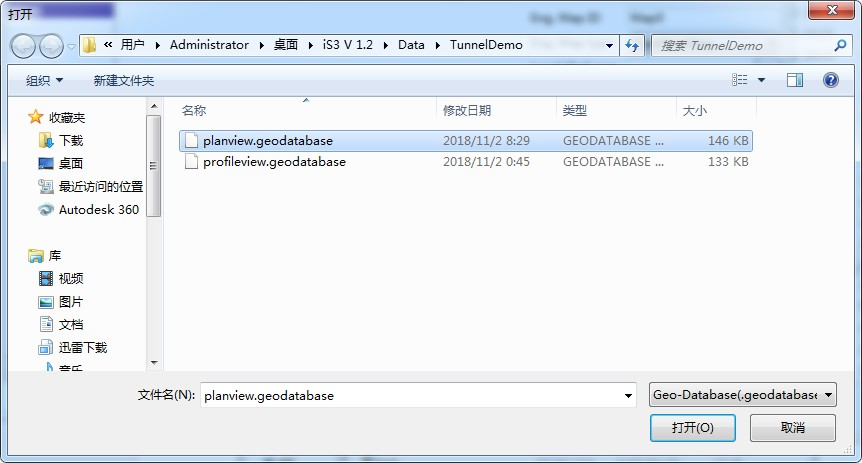 打开
« 用户 Administrator 桌面 iS3 V 1.2 Data TunnelDemo 搜索 TunnelDemo
组织 新建文件夹
名称 修改日期 类型 大小
planview.geodatabase 2018/11/2 8:29 GEODATABASE ... 146 KB
profileview.geodatabase 2018/11/2 0:45 GEODATABASE ... 133 KB
收藏夹
下载
桌面
最近访问的位置
Autodesk 360
库
视频
图片
文档
迅雷下载
音乐
文件名(N): planview.geodatabase Geo-Database(.geodatabase
打开(O) 取消